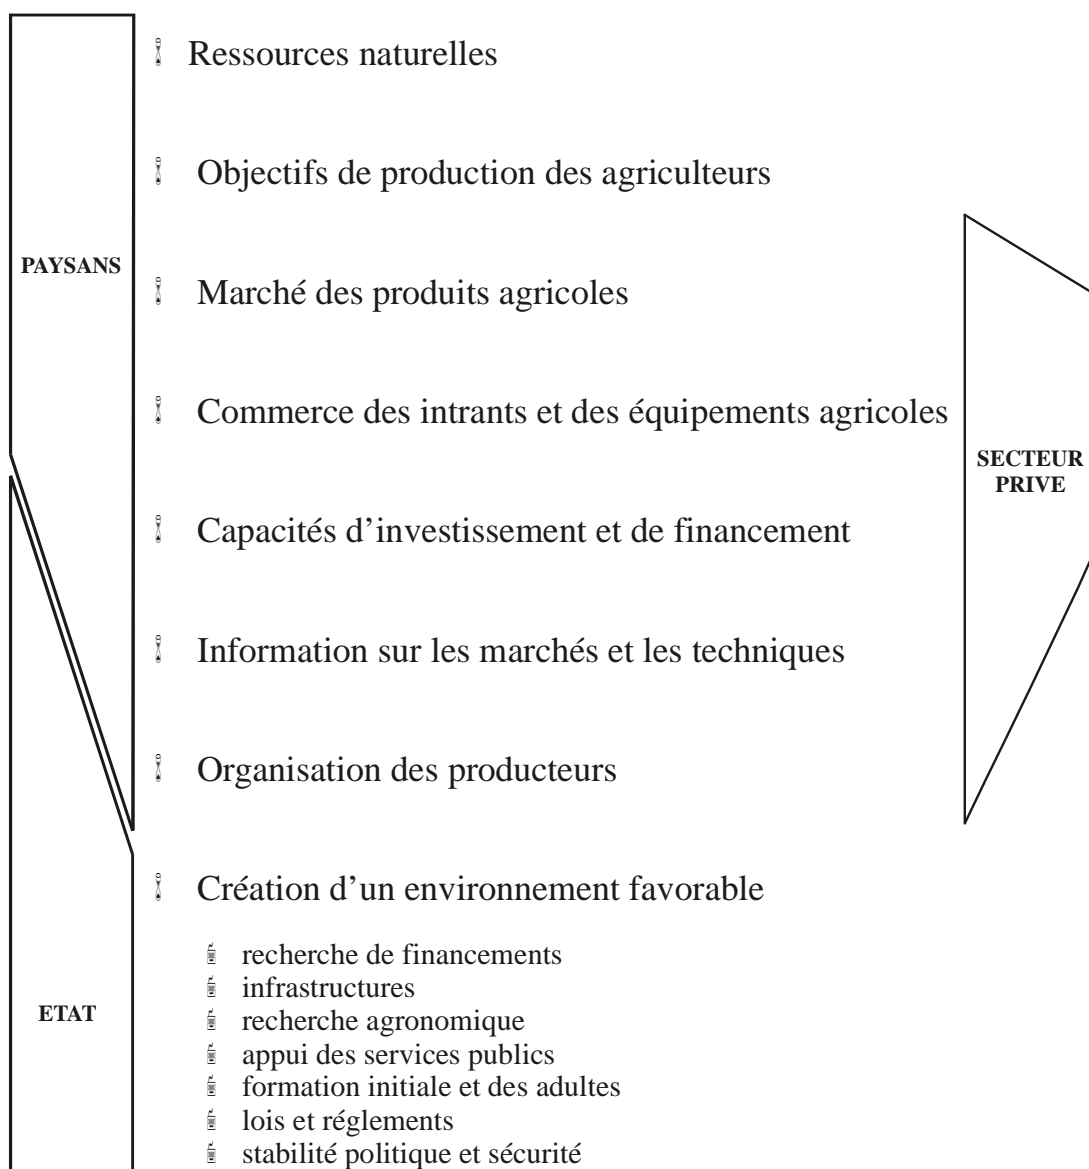 Ressources naturelles
Objectifs de production des agriculteurs
PAYSANS
Marché des produits agricoles
Commerce des intrants et des équipements agricoles
SECTEUR
PRIVE
Capacités d’investissement et de financement
Information sur les marchés et les techniques
Organisation des producteurs
Création d’un environnement favorable
recherche de financements
infrastructures
ETAT
recherche agronomique
appui des services publics
formation initiale et des adultes
lois et réglements
stabilité politique et sécurité